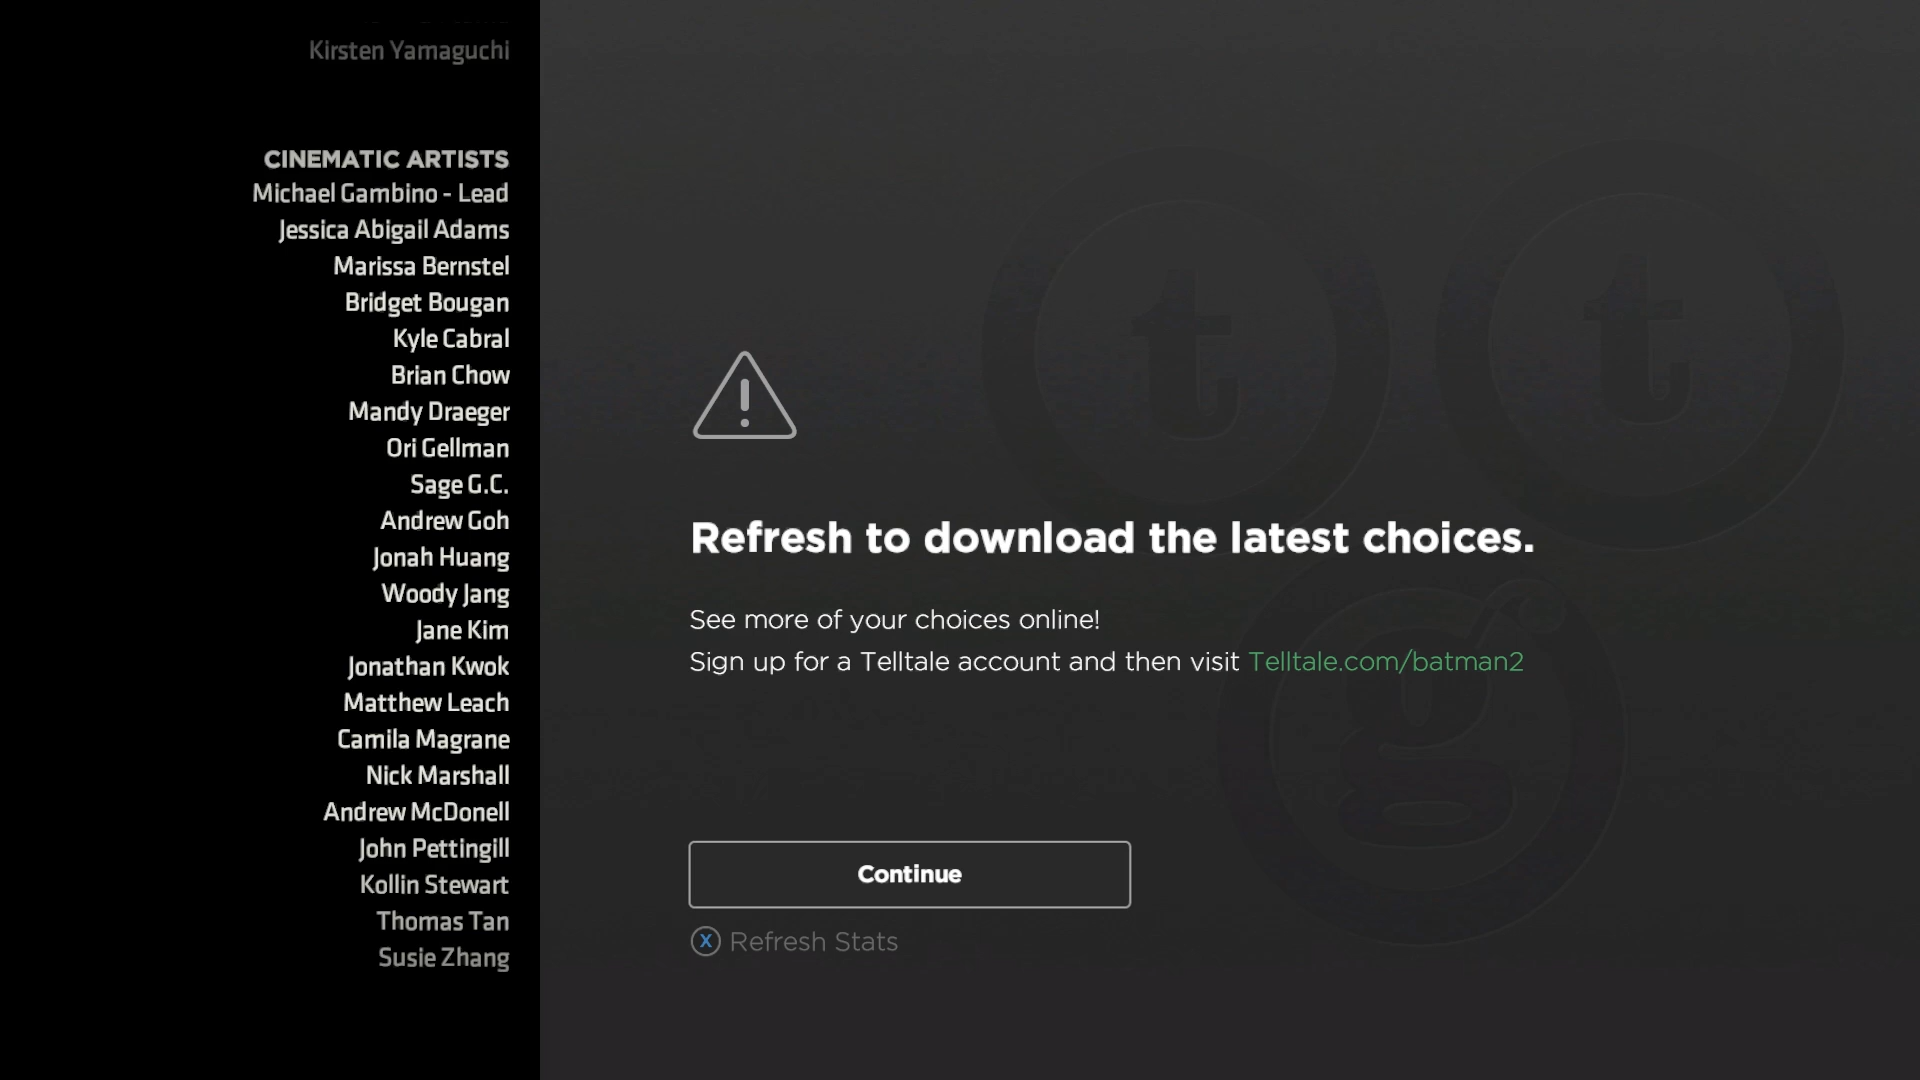 Kirsten Yamaguchi
CINEMATIC ARTISTS
Michael Gambino - Lead
Jessica Abigail Adams
Marissa Bernstel
Bridget Bougan
Kyle Cabral
Brian Chow
Mandy Draeger
Ori Gellman
Sage G.C.
Andrew Goh
Jonah Huang
Woody Jang
Jane Kim
Jonathan Kwok
Matthew Leach
Camila Magrane
Nick Marshall
Andrew McDonell
John Pettingill
Kollin Stewart
Thomas Tan
Susie Zhang
t t
g
Refresh to download the latest choices.
See more of your choices online!
Sign up for a Telltale account and then visit Telltale.com/batman2
Continue
X Refresh Stats